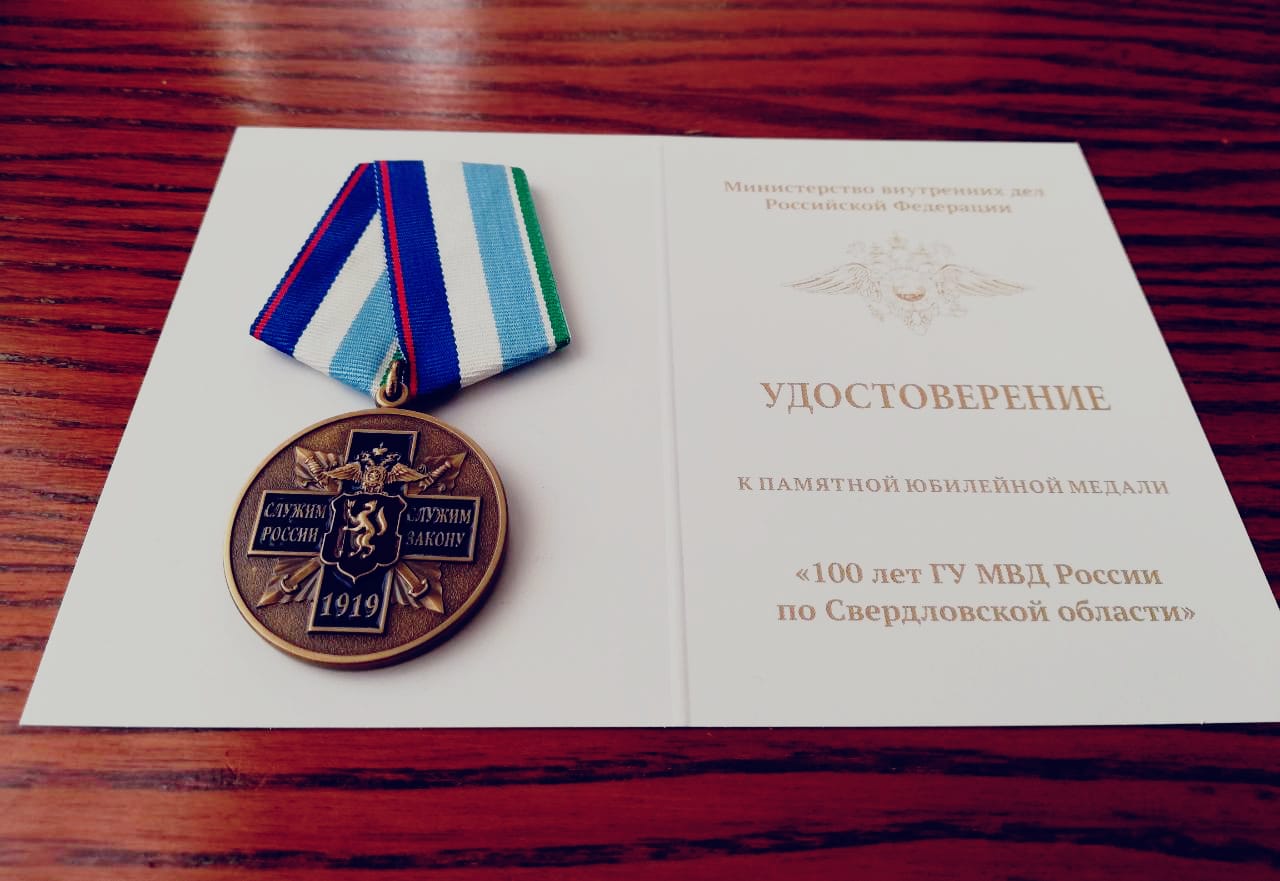 СЛУЖИМ
РОССИИ
СЛУЖИМ
ЗАКОНУ
1919
Министерство внутренних дел
Российской Федерации
УДОСТОВЕРЕНИЕ
К ПАМЯТНОЙ ЮБИЛЕЙНОЙ МЕДАЛИ
«100 лет ГУ МВД России
по Свердловской области»